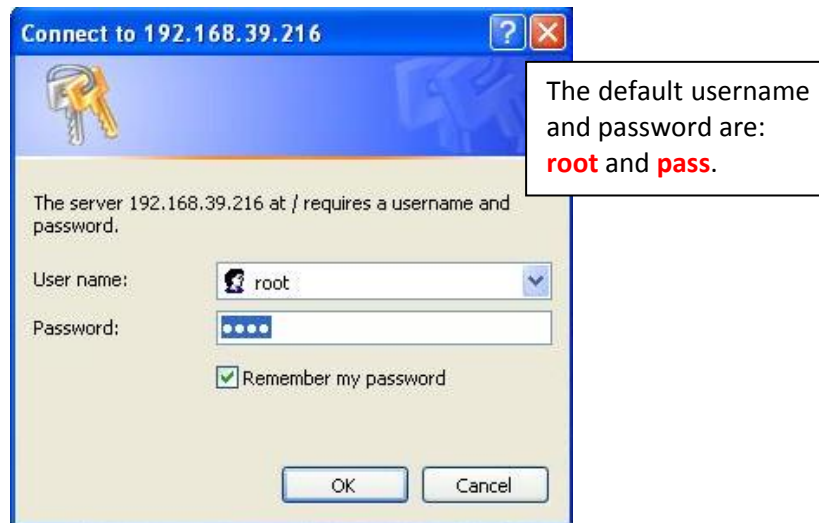 Connect to 192.168.39.216
The default username
and password are:
root and pass.
The server 192.168.39.216 at / requires a username and
password.
User name:
root
Password:
••••
Remember my password
OK
Cancel